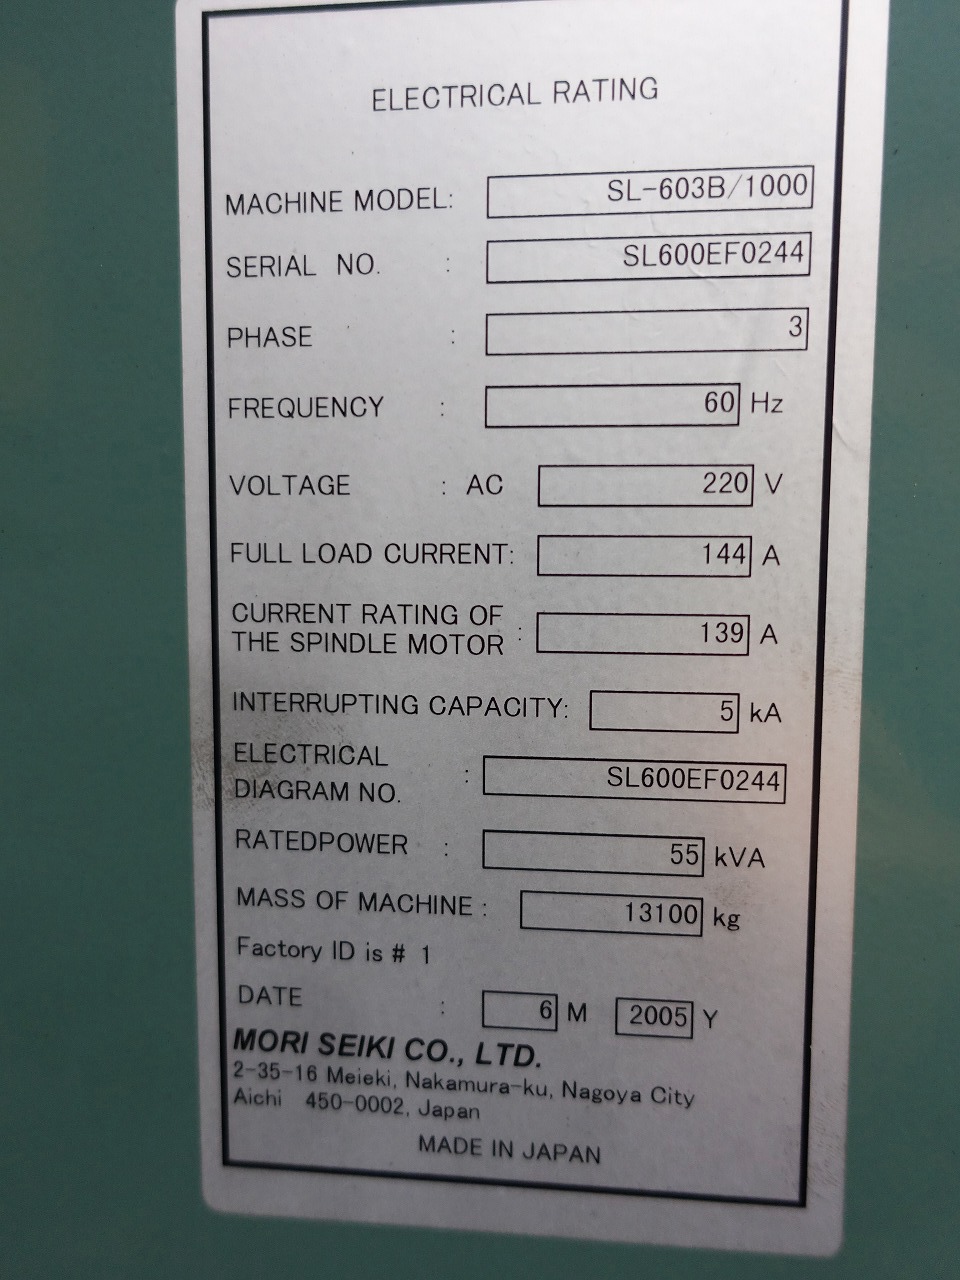 ELECTRICAL RATING
MACHINE MODEL: SL-603B/1000
SERIAL NO. : SL600EF0244
PHASE : 3
FREQUENCY : 60 Hz
VOLTAGE : AC 220 V
FULL LOAD CURRENT: 144 A
CURRENT RATING OF
THE SPINDLE MOTOR : 139 A
INTERRUPTING CAPACITY: 5 kA
ELECTRICAL
DIAGRAM NO. : SL600EF0244
RATEDPOWER : 55 kVA
MASS OF MACHINE : 13100 kg
Factory ID is # 1
DATE : 6 M 2005 Y
MORI SEIKI CO., LTD.
2-35-16 Meieki, Nakamura-ku, Nagoya City
Aichi 450-0002, Japan
MADE IN JAPAN